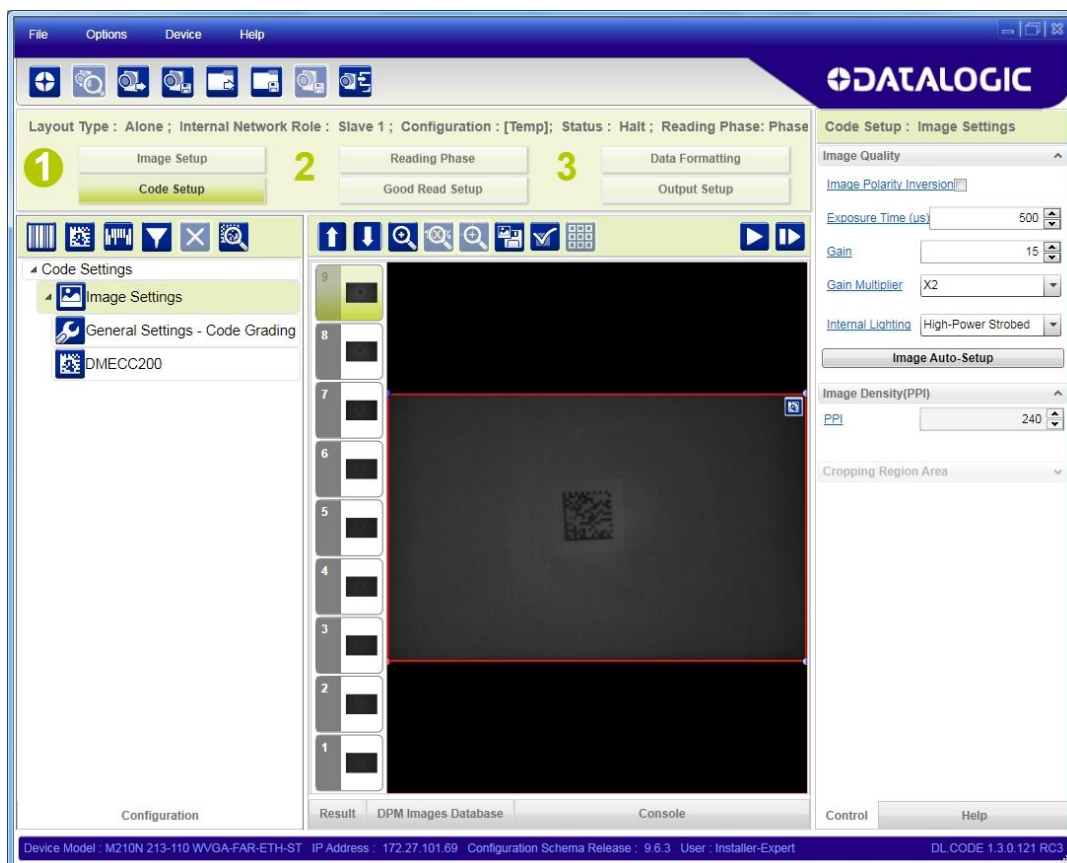 File Options Device Help
DATALOGIC
Layout Type : Alone ; Internal Network Role : Slave 1 ; Configuration : [Temp]; Status : Halt ; Reading Phase: Phase
Code Setup : Image Settings
1 Image Setup 2 Reading Phase 3 Data Formatting
Code Setup Good Read Setup Output Setup
Image Quality
Image Polarity Inversion
Exposure Time (us) 500
Gain 15
Gain Multiplier X2
Internal Lighting High-Power Strobed
Image Auto-Setup
Image Density(PPI)
PPI 240
Cropping Region Area
Code Settings
Image Settings
General Settings - Code Grading
DMECC200
100%
9
8
7
6
5
4
3
2
1
Configuration
Result DPM Images Database Console
Control Help
Device Model : M210N 213-110 WVGA-FAR-ETH-ST IP Address : 172.27.101.69 Configuration Schema Release : 9.6.3 User : Installer-Expert DL.CODE 1.3.0.121 RC3